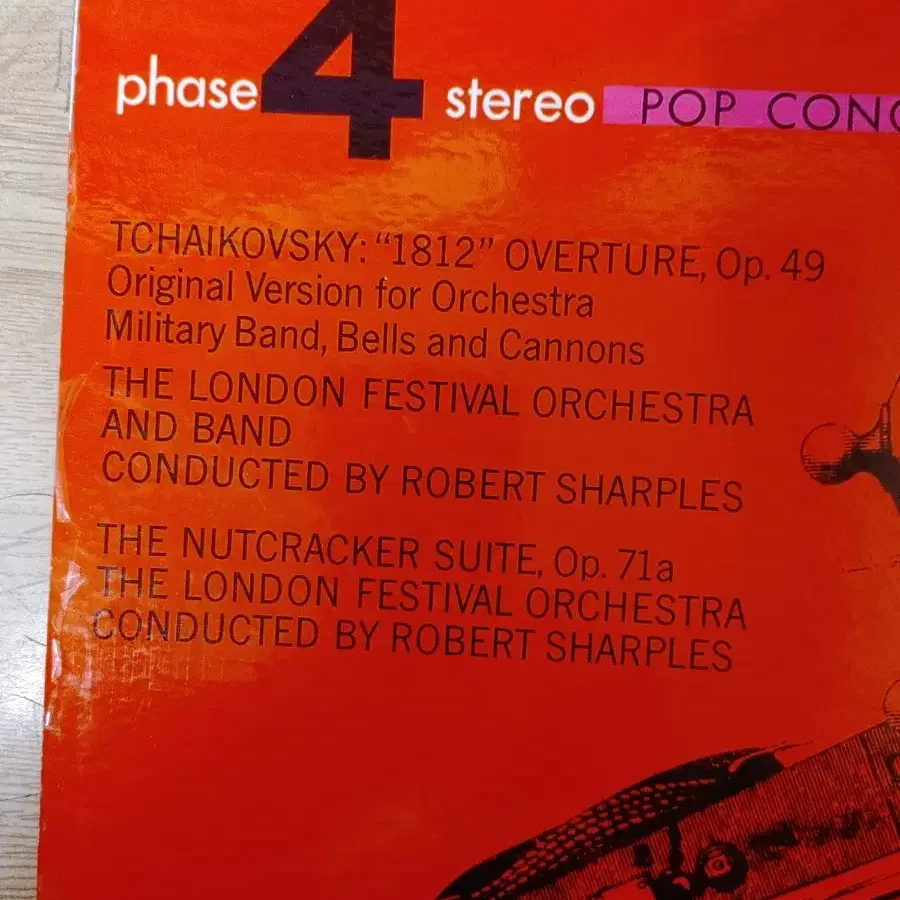 phase 4 stereo POP CONC
TCHAIKOVSKY: “1812” OVERTURE, Op. 49
Original Version for Orchestra
Military Band, Bells and Cannons
THE LONDON FESTIVAL ORCHESTRA
AND BAND
CONDUCTED BY ROBERT SHARPLES
THE NUTCRACKER SUITE, Op. 71a
THE LONDON FESTIVAL ORCHESTRA
CONDUCTED BY ROBERT SHARPLES